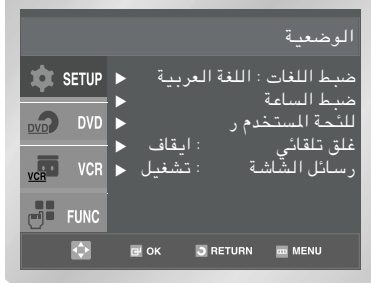 الوضعية
SETUP
ضبط اللغات : اللغة العربية
ضبط الساعة
DVD
DVD
للئحة المستخدم ر
غلق تلقائي : ايقاف
VCR
VCR
رسائل الشاشة : تشغيل
FUNC
OK RETURN MENU